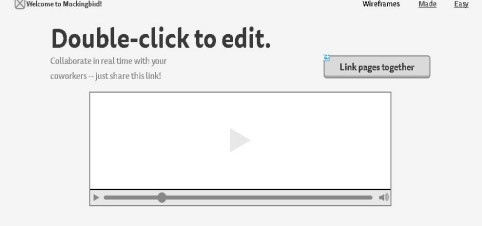 Welcome to Mockingbird!
Wireframes Made Easy
Double-click to edit.
Collaborate in real time with your
coworkers -- just share this link!
Link pages together